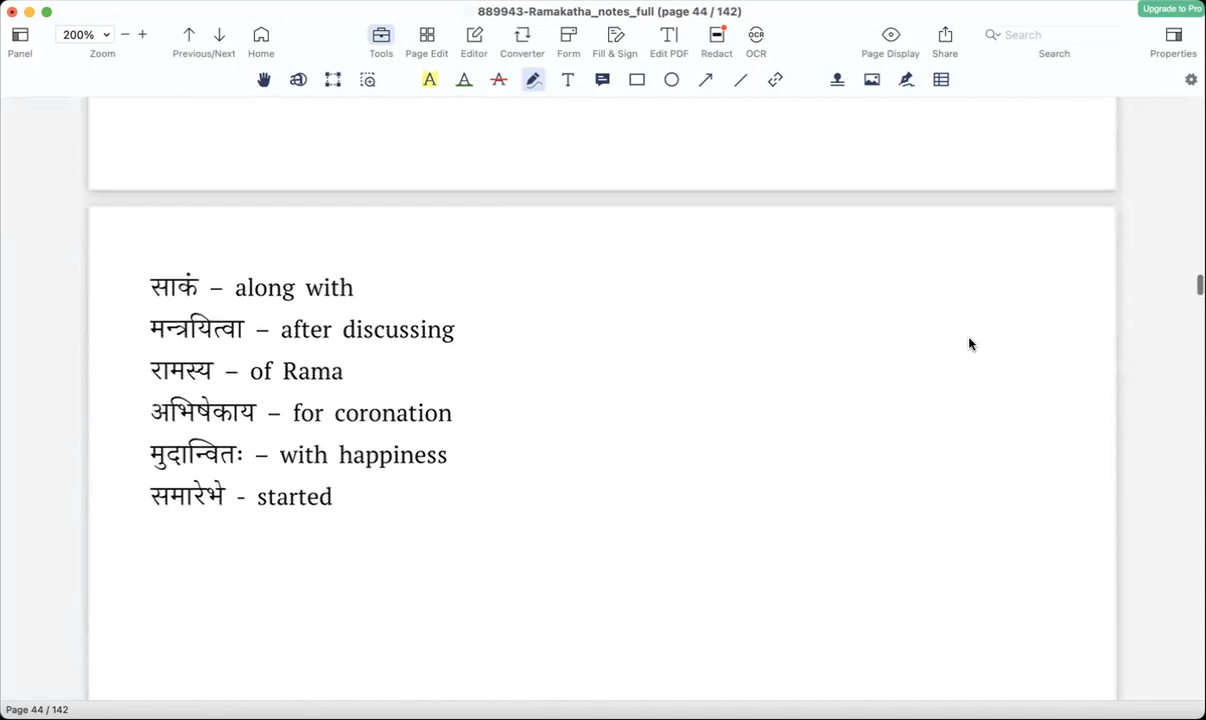 889943-Ramakatha_notes_full (page 44 / 142)
Upgrade to Pro
200%
Search
Panel Zoom Previous/Next Home Tools Page Edit Editor Converter Form Fill & Sign Edit PDF Redact OCR Page Display Share Search Properties
साकं – along with
मन्त्रयित्वा – after discussing
रामस्य – of Rama
अभिषेकाय – for coronation
मुदान्वितः – with happiness
समारेभे - started
Page 44 / 142